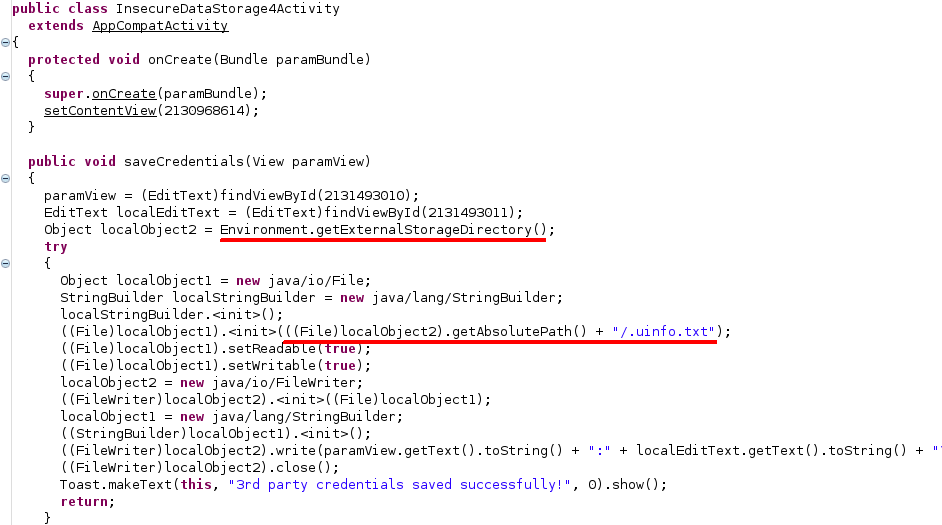 public class InsecureDataStorage4Activity
extends AppCompatActivity
{
protected void onCreate(Bundle paramBundle)
{
super.onCreate(paramBundle);
setContentView(2130968614);
}
public void saveCredentials(View paramView)
{
paramView = (EditText)findViewById(2131493010);
EditText localEditText = (EditText)findViewById(2131493011);
Object localObject2 = Environment.getExternalStorageDirectory();
try
{
Object localObject1 = new java/io/File;
StringBuilder localStringBuilder = new java/lang/StringBuilder;
localStringBuilder.<init>();
((File)localObject1).<init>(((File)localObject2).getAbsolutePath() + "/.uinfo.txt");
((File)localObject1).setReadable(true);
((File)localObject1).setWritable(true);
localObject2 = new java/io/FileWriter;
((FileWriter)localObject2).<init>((File)localObject1);
localObject1 = new java/lang/StringBuilder;
((StringBuilder)localObject1).<init>();
((FileWriter)localObject2).write(paramView.getText().toString() + ":" + localEditText.getText().toString() + "
((FileWriter)localObject2).close();
Toast.makeText(this, "3rd party credentials saved successfully!", 0).show();
return;
}